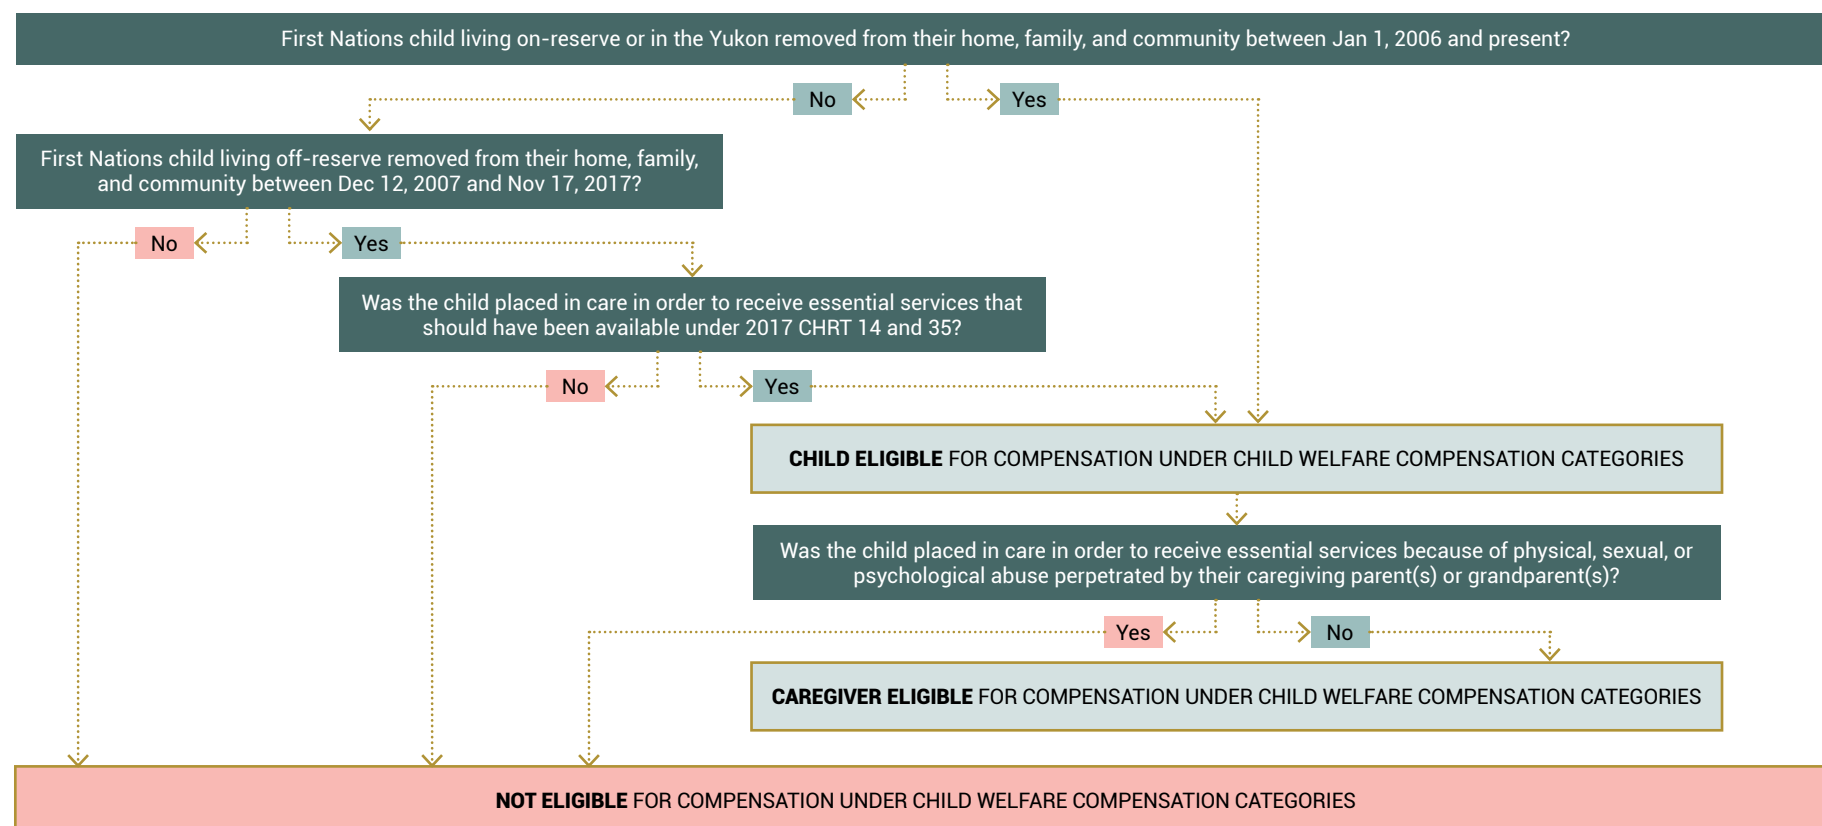 First Nations child living on-reserve or in the Yukon removed from their home, family, and community between Jan 1, 2006 and present?
No
Yes
First Nations child living off-reserve removed from their home, family,
and community between Dec 12, 2007 and Nov 17, 2017?
No
Yes
Was the child placed in care in order to receive essential services that
should have been available under 2017 CHRT 14 and 35?
No
Yes
CHILD ELIGIBLE FOR COMPENSATION UNDER CHILD WELFARE COMPENSATION CATEGORIES
Was the child placed in care in order to receive essential services because of physical, sexual, or
psychological abuse perpetrated by their caregiving parent(s) or grandparent(s)?
Yes
No
CAREGIVER ELIGIBLE FOR COMPENSATION UNDER CHILD WELFARE COMPENSATION CATEGORIES
NOT ELIGIBLE FOR COMPENSATION UNDER CHILD WELFARE COMPENSATION CATEGORIES